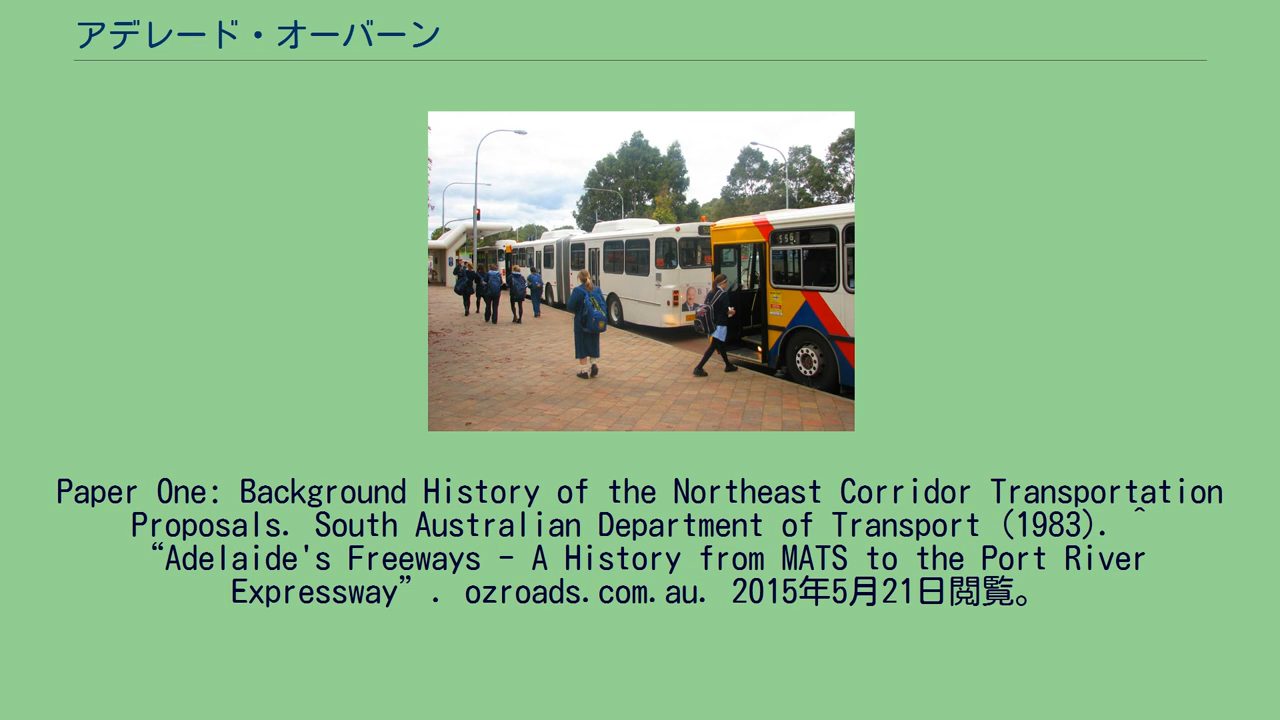 アデレード・オーバーン
556
Paper One: Background History of the Northeast Corridor Transportation
Proposals. South Australian Department of Transport (1983). ^
“Adelaide's Freeways - A History from MATS to the Port River
Expressway”. ozroads.com.au. 2015年5月21日閲覧。